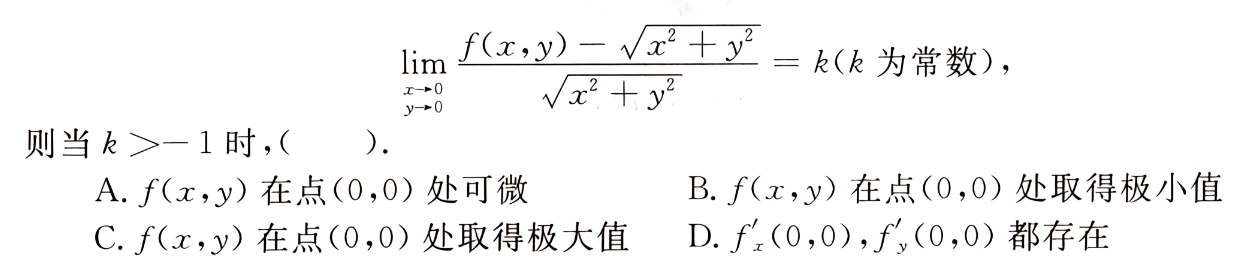 $$\lim_{\substack{x \to 0 \\ y \to 0}} \frac{f(x,y) - \sqrt{x^2 + y^2}}{\sqrt{x^2 + y^2}} = k(k 为常数),$$
则当 $k > -1$ 时,(  ).
A. $f(x,y)$ 在点$(0,0)$ 处可微 B. $f(x,y)$ 在点$(0,0)$ 处取得极小值
C. $f(x,y)$ 在点$(0,0)$ 处取得极大值 D. $f'_x(0,0), f'_y(0,0)$ 都存在